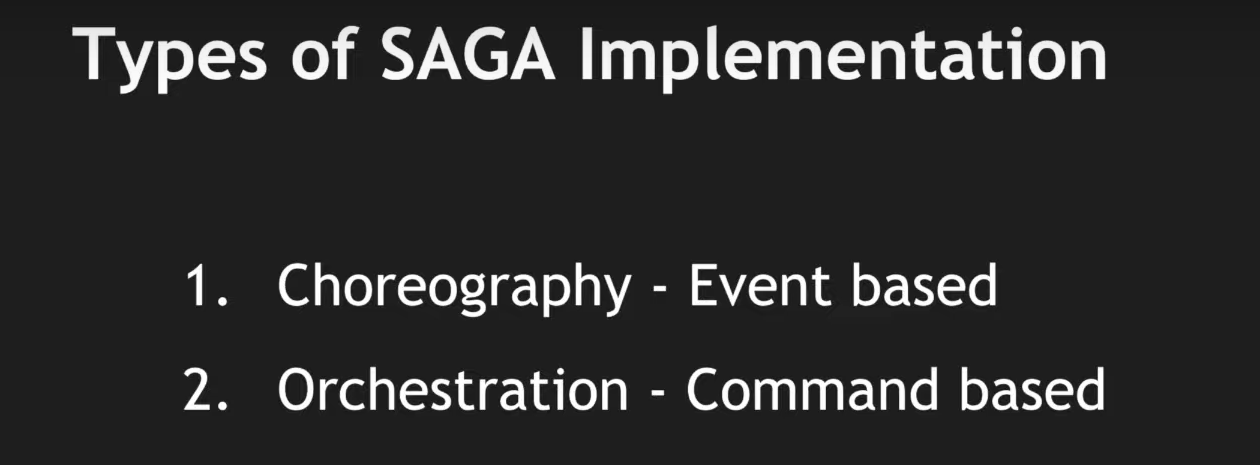 Types of SAGA Implementation
1. Choreography - Event based
2. Orchestration - Command based